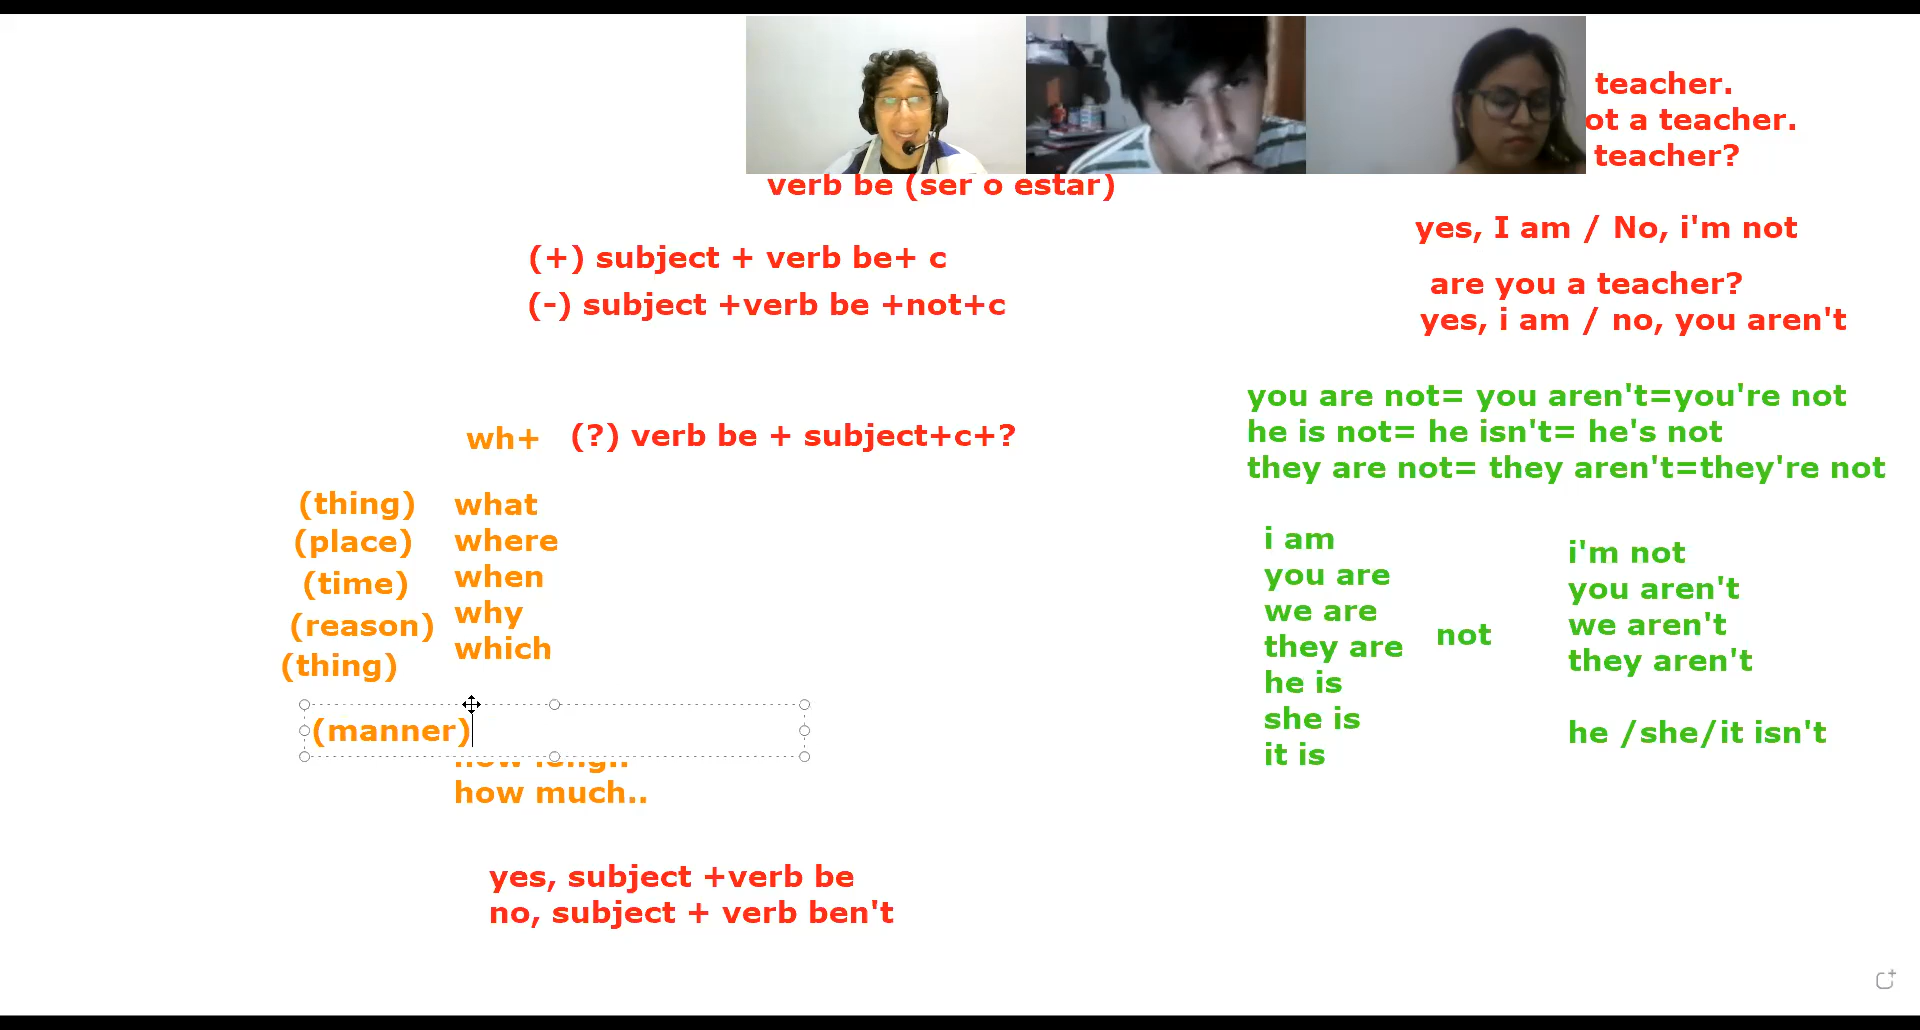 teacher.
ot a teacher.
teacher?
verb be (ser o estar)
yes, I am / No, i'm not
(+) subject + verb be+ c
are you a teacher?
(-) subject +verb be +not+c
yes, i am / no, you aren't
you are not= you aren't=you're not
he is not= he isn't= he's not
they are not= they aren't=they're not
wh+ (?) verb be + subject+c+?
(thing) what
(place) where
(time) when
(reason) why
(thing) which
(manner)
how much..
i am
you are
we are
they are
he is
she is
it is
not
i'm not
you aren't
we aren't
they aren't
he /she/it isn't
yes, subject +verb be
no, subject + verb ben't